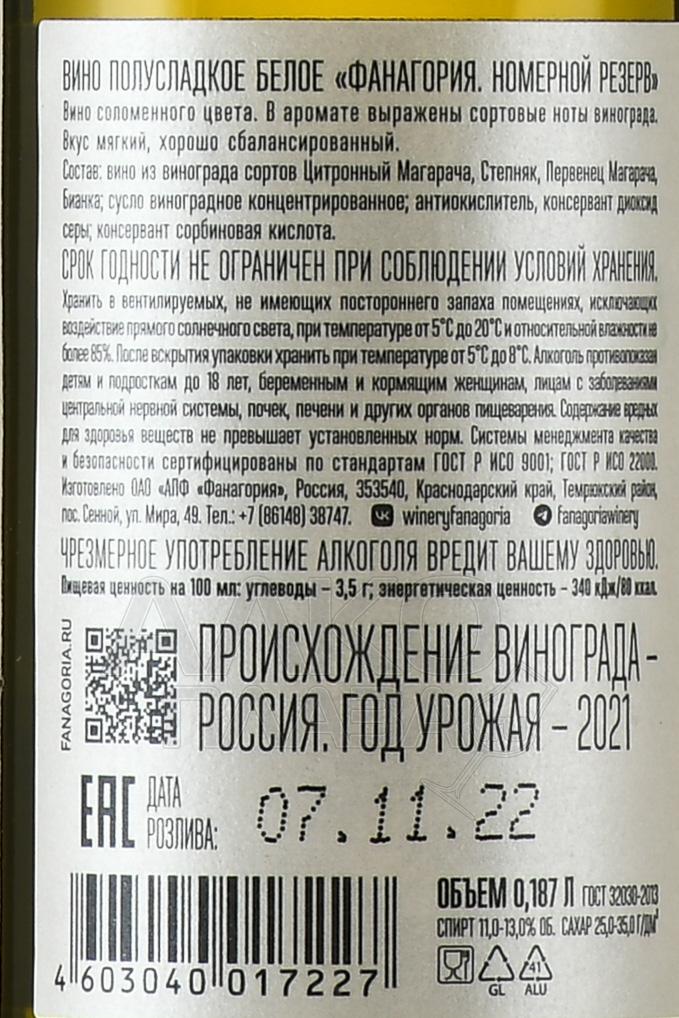 ВИНО ПОЛУСЛАДКОЕ БЕЛОЕ «ФАНАГОРИЯ. НОМЕРНОЙ РЕЗЕРВ»
Вино соломенного цвета. В аромате выражены сортовые ноты винограда.
Вкус мягкий, хорошо сбалансированный.
Состав: вино из винограда сортов Цитронный Магарача, Степняк, Первенец Магарача,
Бианка; сусло виноградное концентрированное; антиокислитель, консервант диоксид
серы; консервант сорбиновая кислота.
СРОК ГОДНОСТИ НЕ ОГРАНИЧЕН ПРИ СОБЛЮДЕНИИ УСЛОВИЙ ХРАНЕНИЯ.
Хранить в вентилируемых, не имеющих постороннего запаха помещениях, исключающих
воздействие прямого солнечного света, при температуре от 5°C до 20°C и относительной влажности не
более 85%. После вскрытия упаковки хранить при температуре от 5°C до 8°C. Алкоголь противопоказан
детям и подросткам до 18 лет, беременным и кормящим женщинам, лицам с заболеваниями
центральной нервной системы, почек, печени и других органов пищеварения. Содержание вредных
для здоровья веществ не превышает установленных норм. Системы менеджмента качества
и безопасности сертифицированы по стандартам ГОСТ Р ИСО 9001; ГОСТ Р ИСО 22000.
Изготовлено ОАО «АПФ «Фанагория», Россия, 353540, Краснодарский край, Темрюкский район,
пос. Сенной, ул. Мира, 49. Тел.: +7 (86148) 38747. wineryfanagoria fanagoriawinery
ЧРЕЗМЕРНОЕ УПОТРЕБЛЕНИЕ АЛКОГОЛЯ ВРЕДИТ ВАШЕМУ ЗДОРОВЬЮ.
Пищевая ценность на 100 мл: углеводы – 3,5 г; энергетическая ценность – 340 кДж/80 ккал.
FANAGORIA.RU
ПРОИСХОЖДЕНИЕ ВИНОГРАДА –
РОССИЯ. ГОД УРОЖАЯ – 2021
EAC ДАТА
РОЗЛИВА: 07.11.22
ОБЪЕМ 0,187 Л ГОСТ 32030-2013
СПИРТ 11,0-13,0% ОБ. САХАР 25,0-35,0 Г/ДМ³
4 603040 017227
41
GL ALU